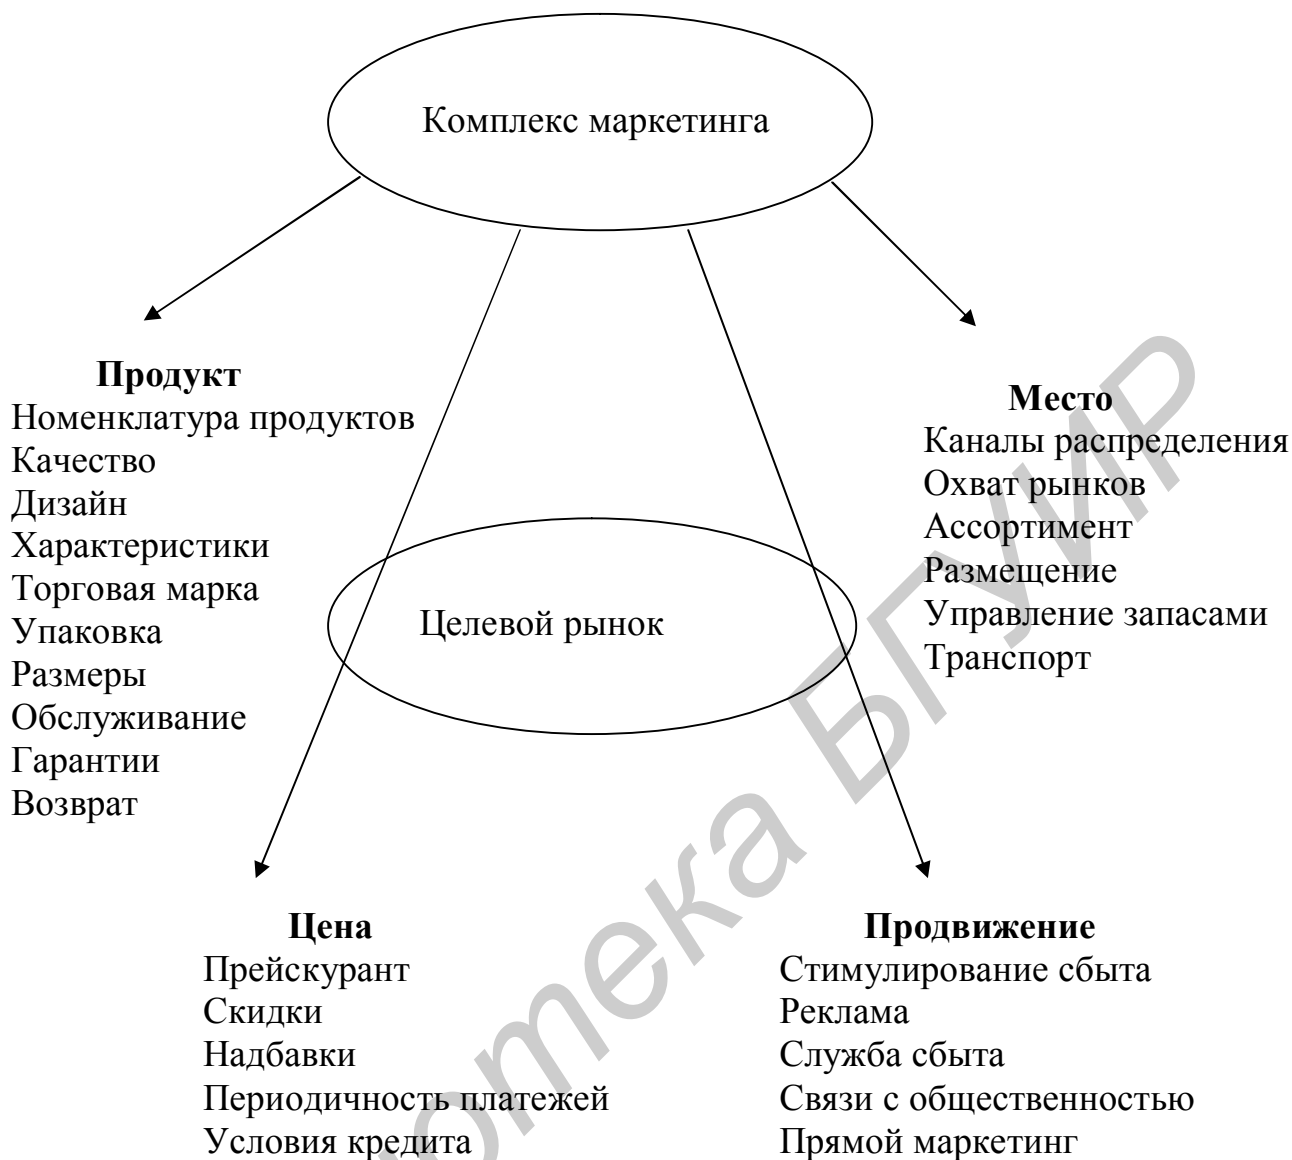 Комплекс маркетинга
Продукт
Номенклатура продуктов
Качество
Дизайн
Характеристики
Торговая марка
Упаковка
Размеры
Обслуживание
Гарантии
Возврат
Место
Каналы распределения
Охват рынков
Ассортимент
Размещение
Управление запасами
Транспорт
Целевой рынок
Цена
Прейскурант
Скидки
Надбавки
Периодичность платежей
Условия кредита
Продвижение
Стимулирование сбыта
Реклама
Служба сбыта
Связи с общественностью
Прямой маркетинг
БГУИР